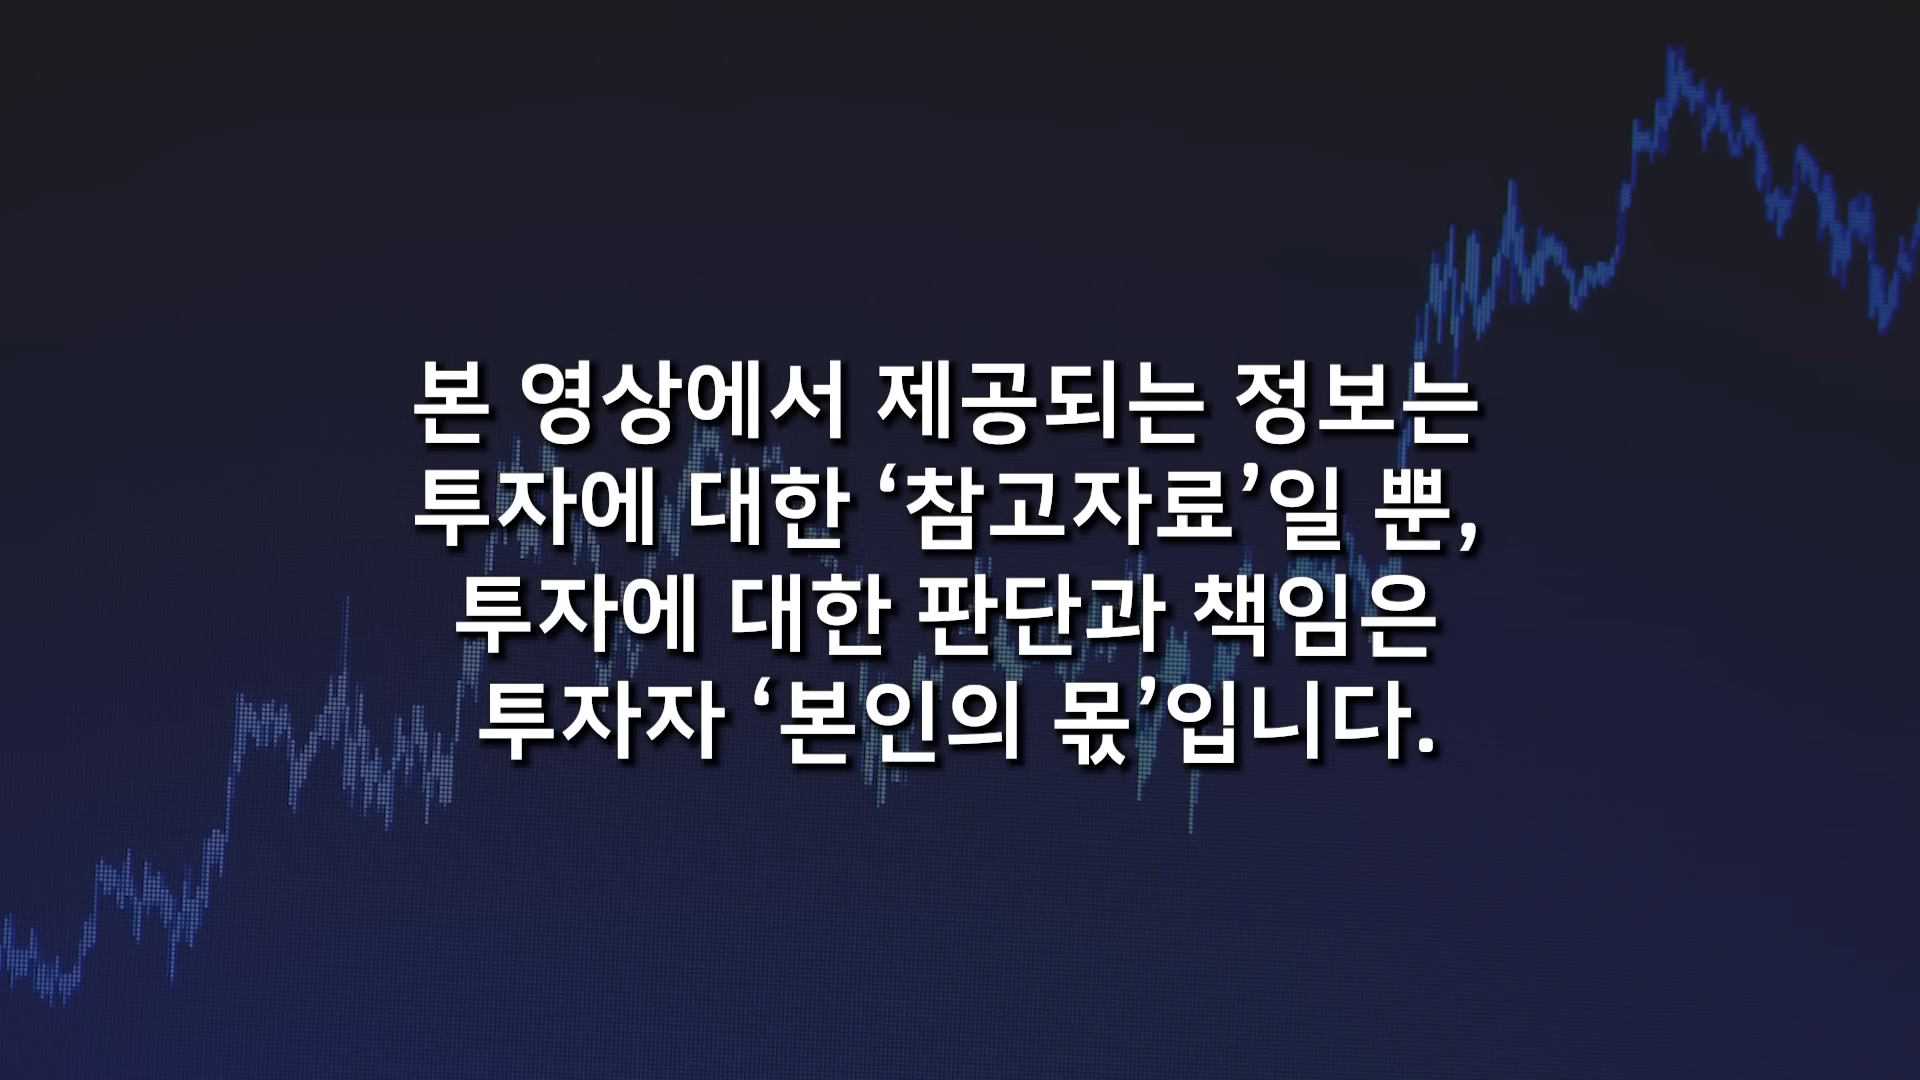 본 영상에서 제공되는 정보는
투자에 대한 ‘참고자료’일 뿐,
투자에 대한 판단과 책임은
투자자 ‘본인의 몫’입니다.